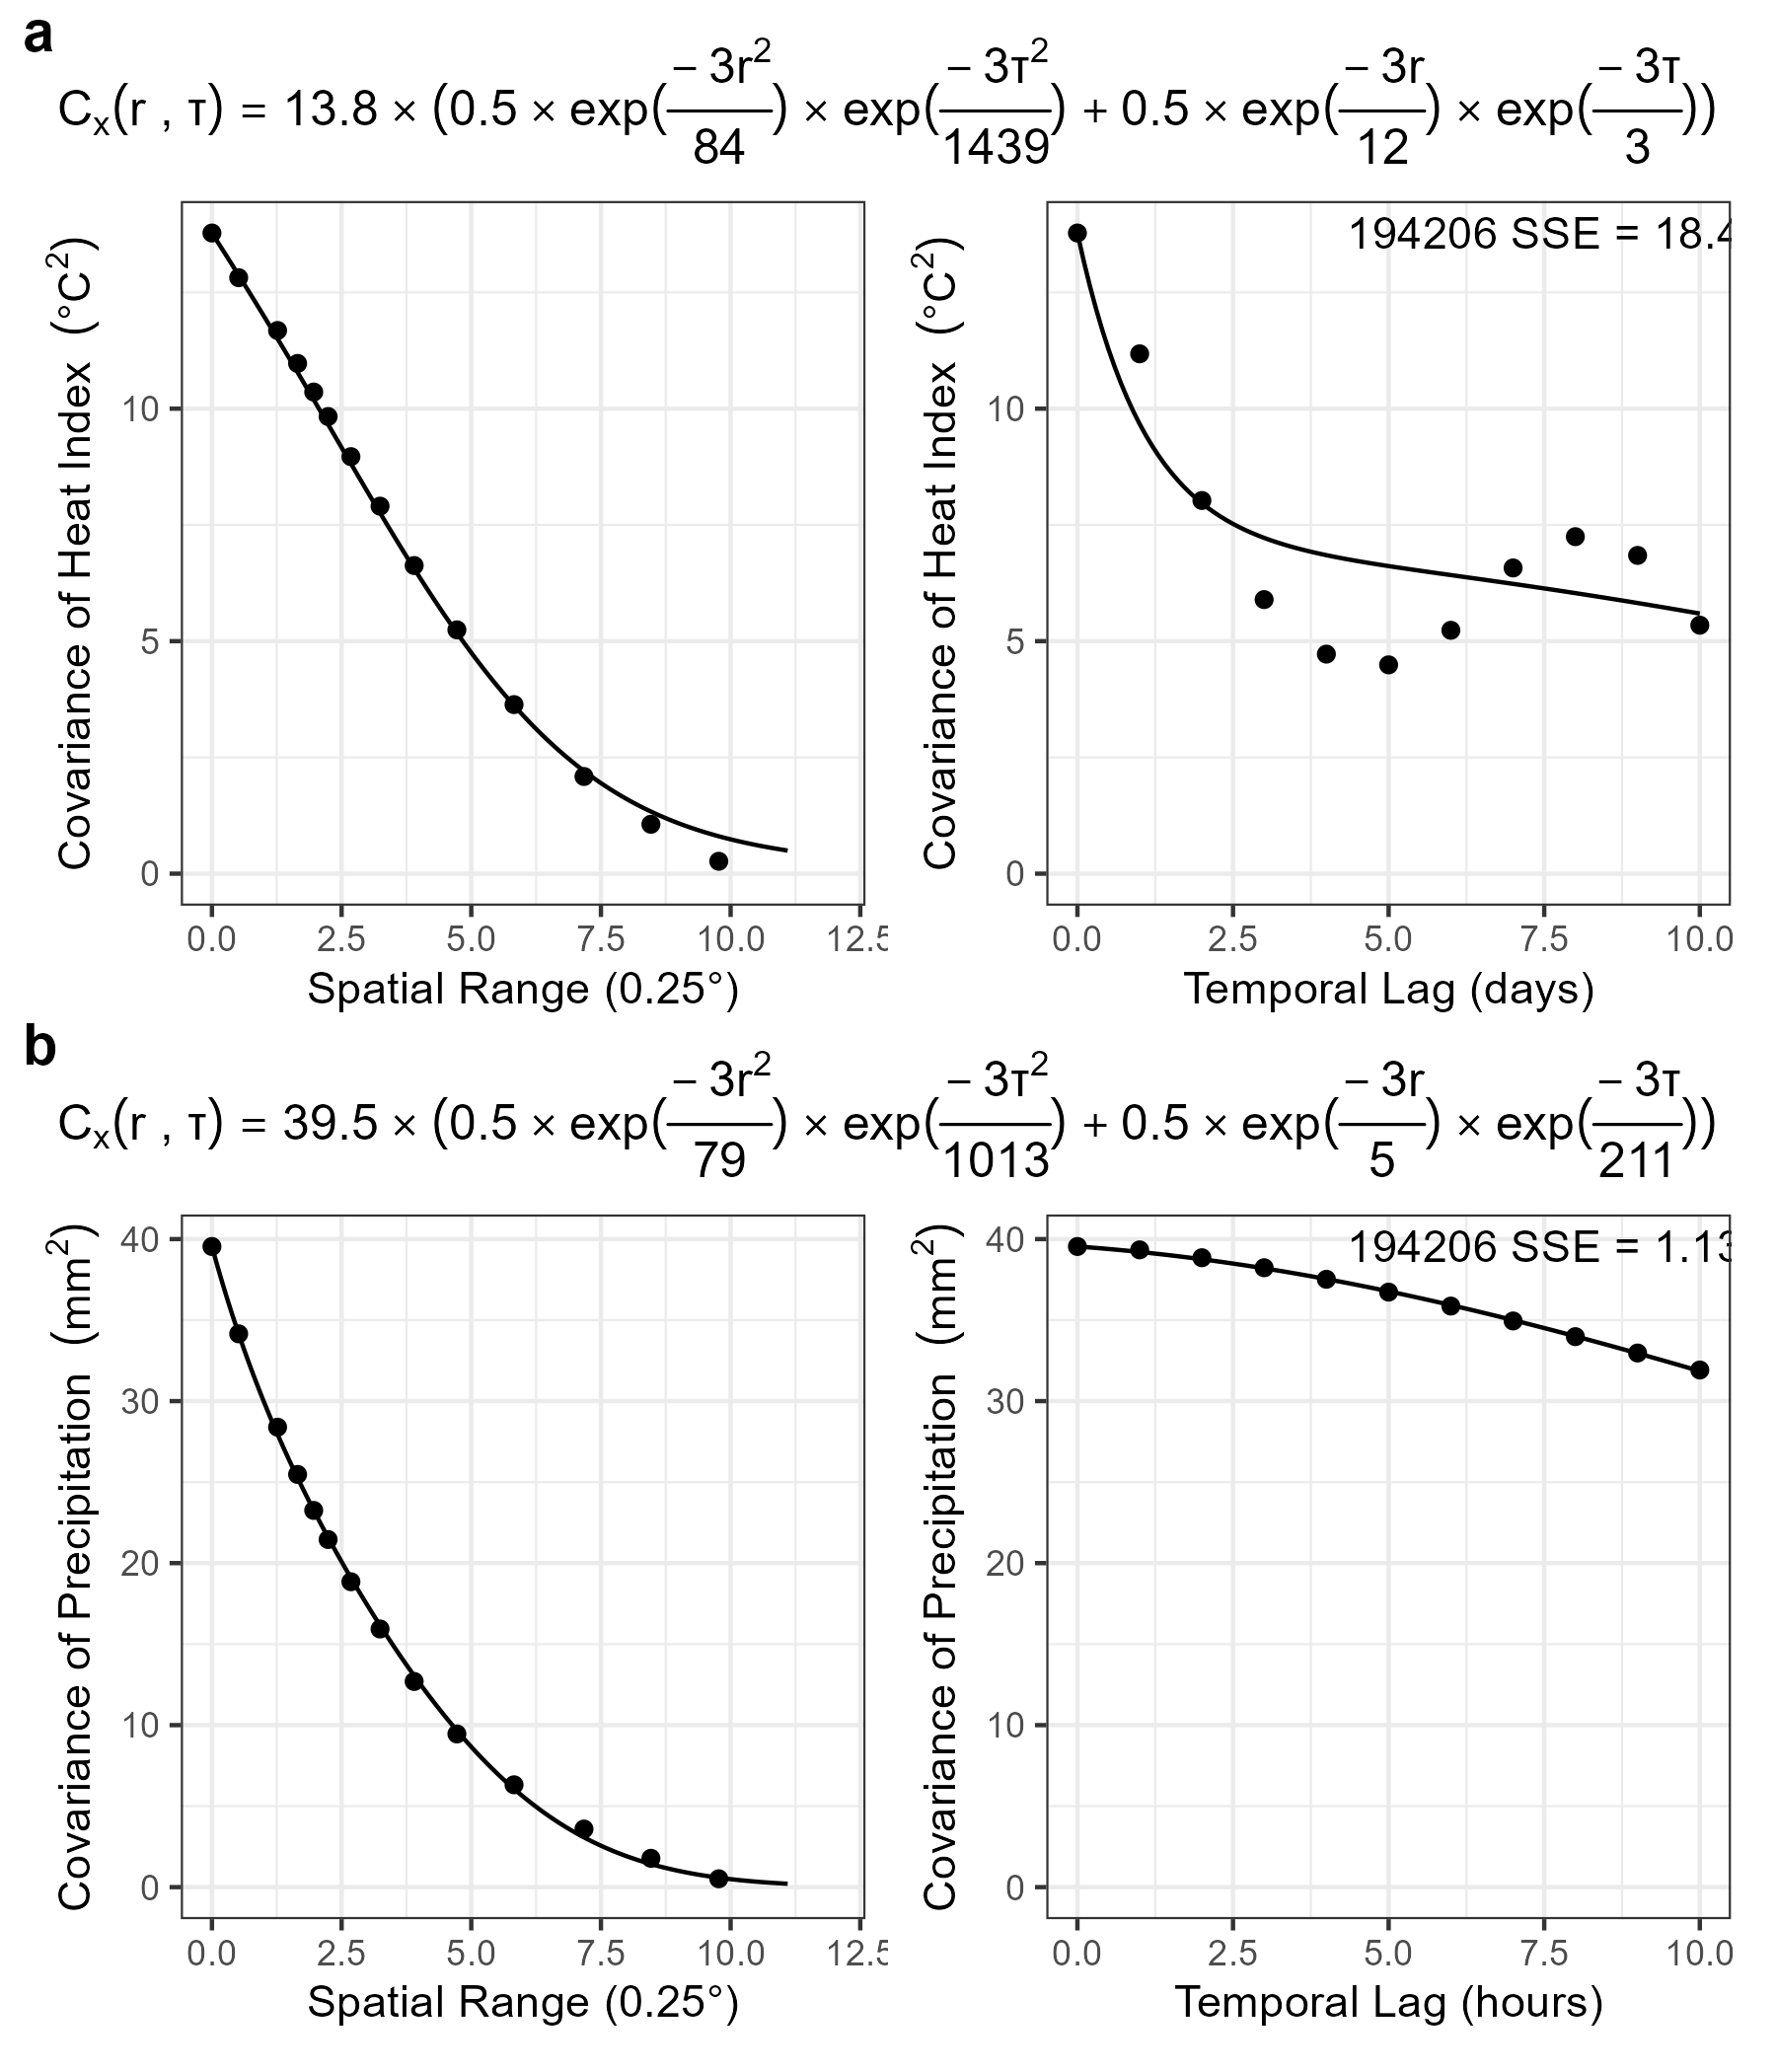 a
Cₓ(r , τ) = 13.8 × (0.5 × exp(− 3r²/84) × exp(− 3τ²/1439) + 0.5 × exp(− 3r/12) × exp(− 3τ/3))
Covariance of Heat Index (°C²)
10
5
0
0.0 2.5 5.0 7.5 10.0 12.5
Spatial Range (0.25°)
194206 SSE = 18.4
Covariance of Heat Index (°C²)
10
5
0
0.0 2.5 5.0 7.5 10.0
Temporal Lag (days)
b
Cₓ(r , τ) = 39.5 × (0.5 × exp(− 3r²/79) × exp(− 3τ²/1013) + 0.5 × exp(− 3r/5) × exp(− 3τ/211))
Covariance of Precipitation (mm²)
40
30
20
10
0
0.0 2.5 5.0 7.5 10.0 12.5
Spatial Range (0.25°)
194206 SSE = 1.13
Covariance of Precipitation (mm²)
40
30
20
10
0
0.0 2.5 5.0 7.5 10.0
Temporal Lag (hours)